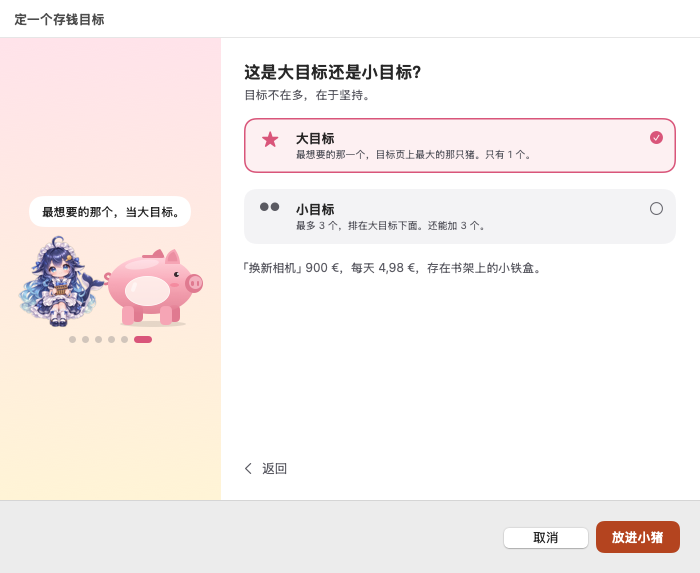 定一个存钱目标
最想要的那个，当大目标。
这是大目标还是小目标？
目标不在多，在于坚持。
大目标
最想要的那一个，目标页上最大的那只猪。只有 1 个。
小目标
最多 3 个，排在大目标下面。还能加 3 个。
「换新相机」900 €，每天 4,98 €，存在书架上的小铁盒。
返回
取消
放进小猪